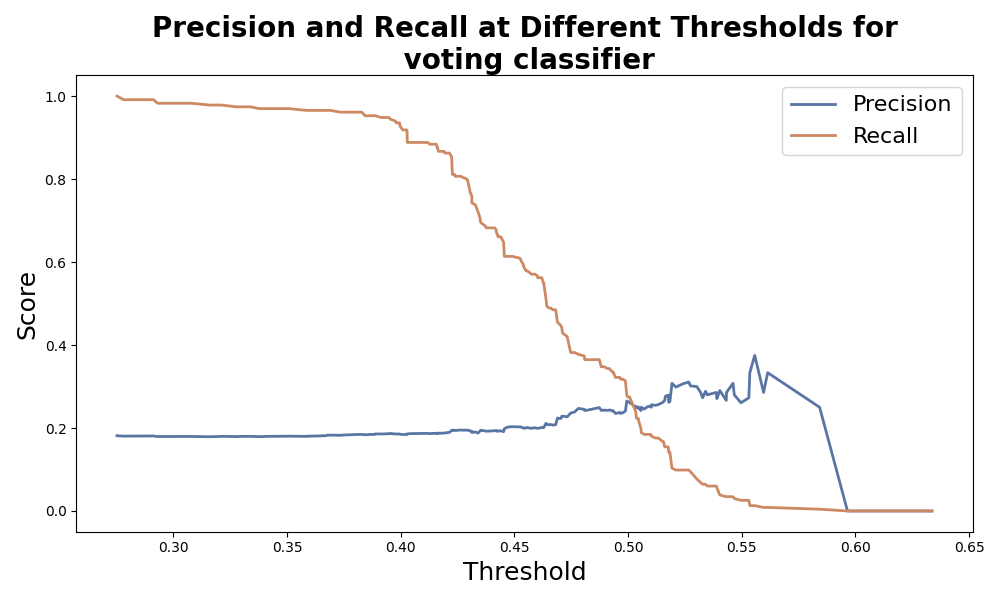 Precision and Recall at Different Thresholds for
voting classifier
Precision
Recall
Score
1.0
0.8
0.6
0.4
0.2
0.0
0.30
0.35
0.40
0.45
0.50
0.55
0.60
0.65
Threshold